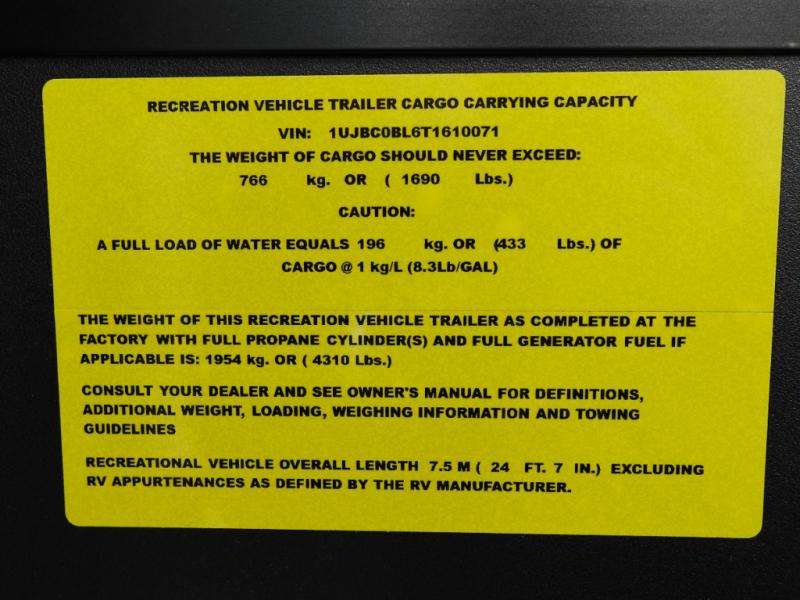 RECREATION VEHICLE TRAILER CARGO CARRYING CAPACITY
VIN: 1UJBC0BL6T1610071
THE WEIGHT OF CARGO SHOULD NEVER EXCEED:
766 kg. OR ( 1690 Lbs.)
CAUTION:
A FULL LOAD OF WATER EQUALS 196 kg. OR (433 Lbs.) OF
CARGO @ 1 kg/L (8.3Lb/GAL)
THE WEIGHT OF THIS RECREATION VEHICLE TRAILER AS COMPLETED AT THE
FACTORY WITH FULL PROPANE CYLINDER(S) AND FULL GENERATOR FUEL IF
APPLICABLE IS: 1954 kg. OR ( 4310 Lbs.)
CONSULT YOUR DEALER AND SEE OWNER'S MANUAL FOR DEFINITIONS,
ADDITIONAL WEIGHT, LOADING, WEIGHING INFORMATION AND TOWING
GUIDELINES
RECREATIONAL VEHICLE OVERALL LENGTH 7.5 M ( 24 FT. 7 IN.) EXCLUDING
RV APPURTENANCES AS DEFINED BY THE RV MANUFACTURER.